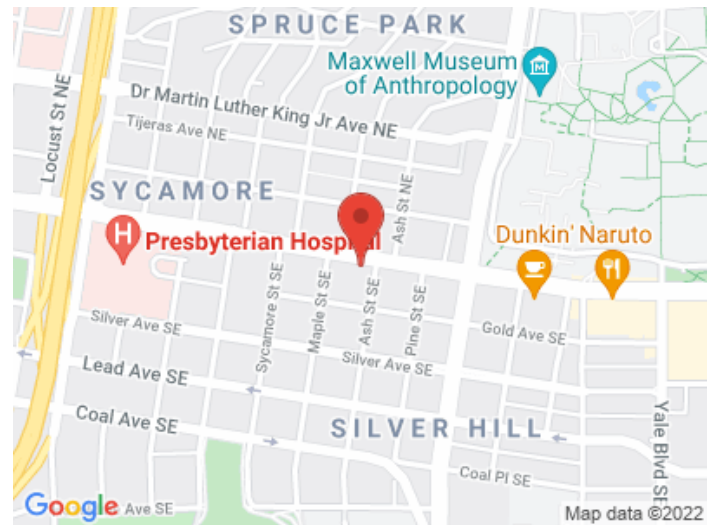 SPRUCE PARK
Maxwell Museum
of Anthropology
Locust St NE
Dr Martin Luther King Jr Ave NE
Tijeras Ave NE
SYCAMORE
Ash St NE
H
Presbyterian Hospital
Dunkin'
Naruto
Sycamore St SE
Maple St SE
Ash St SE
Pine St SE
Silver Ave SE
Gold Ave SE
Silver Ave SE
Lead Ave SE
Coal Ave SE
SILVER HILL
Yale Blvd SE
Coal Pl SE
Google
Ave SE
Ave SE
Map data ©2022